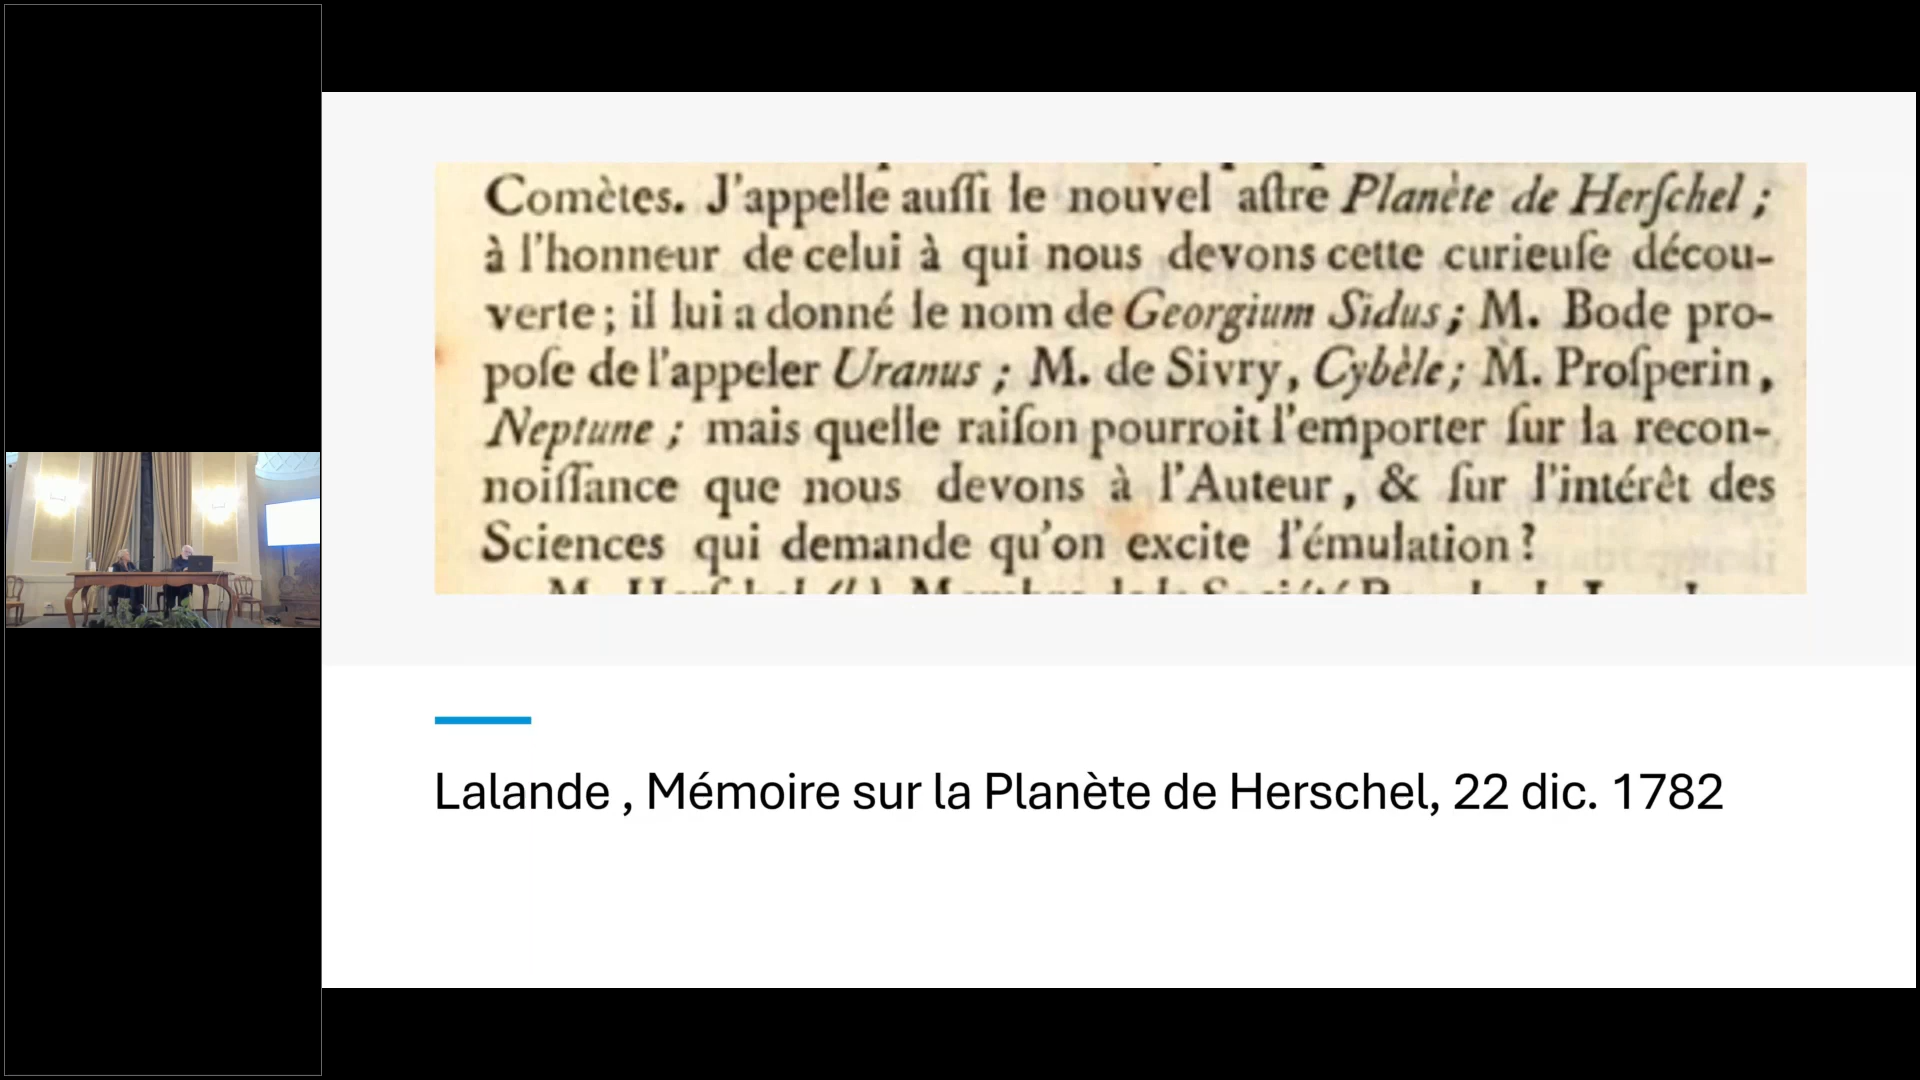 Comètes. J'appelle auſſi le nouvel aſtre Planète de Herſchel ;
à l'honneur de celui à qui nous devons cette curieuſe décou-
verte ; il lui a donné le nom de Georgium Sidus ; M. Bode pro-
poſe de l'appeler Uranus ; M. de Sivry, Cybèle ; M. Proſperin,
Neptune ; mais quelle raiſon pourroit l'emporter ſur la recon-
noiſſance que nous devons à l'Auteur, & ſur l'intérêt des
Sciences qui demande qu'on excite l'émulation ?
Lalande , Mémoire sur la Planète de Herschel, 22 dic. 1782